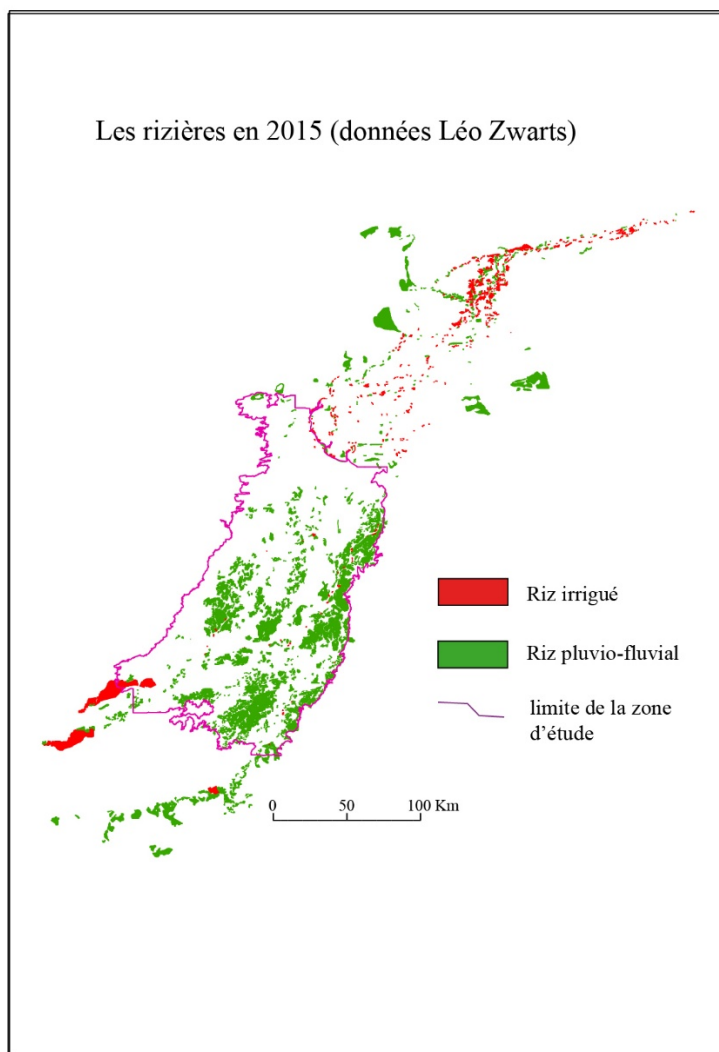 Les rizières en 2015 (données Léo Zwarts)
Riz irrigué
Riz pluvio-fluvial
limite de la zone
d'étude
0 50 100 Km